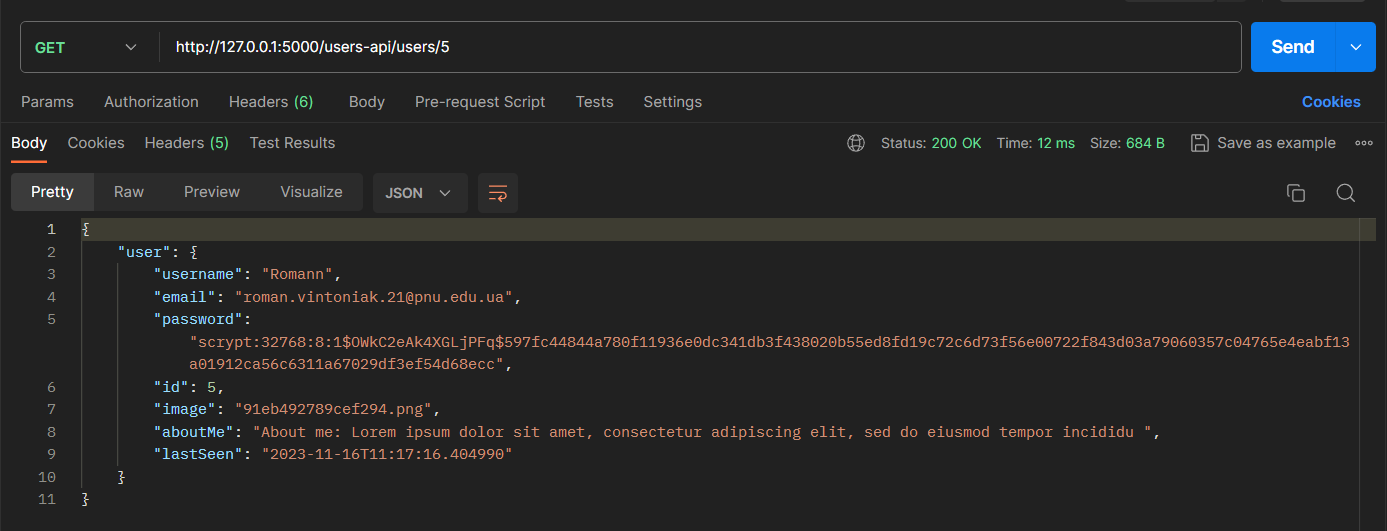 GET http://127.0.0.1:5000/users-api/users/5 Send
Params Authorization Headers (6) Body Pre-request Script Tests Settings Cookies
Body Cookies Headers (5) Test Results Status: 200 OK Time: 12 ms Size: 684 B Save as example
Pretty Raw Preview Visualize JSON
1 {
2 "user": {
3 "username": "Romann",
4 "email": "roman.vintoniak.21@pnu.edu.ua",
5 "password":
"scrypt:32768:8:1$OWkC2eAk4XGLjPFq$597fc44844a780f11936e0dc341db3f438020b55ed8fd19c72c6d73f56e00722f843d03a79060357c04765e4eabf13
a01912ca56c6311a67029df3ef54d68ecc",
6 "id": 5,
7 "image": "91eb492789cef294.png",
8 "aboutMe": "About me: Lorem ipsum dolor sit amet, consectetur adipiscing elit, sed do eiusmod tempor incididu ",
9 "lastSeen": "2023-11-16T11:17:16.404990"
10 }
11 }